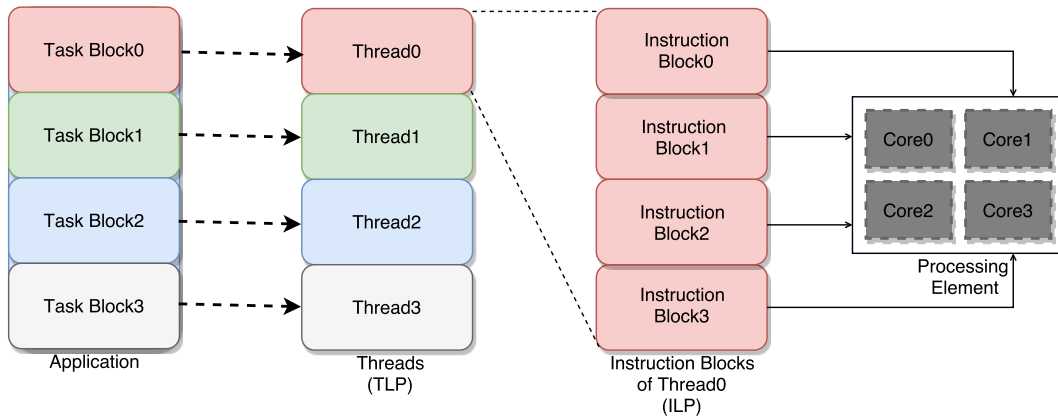 Task Block0
Task Block1
Task Block2
Task Block3
Application
Thread0
Thread1
Thread2
Thread3
Threads
(TLP)
Instruction
Block0
Instruction
Block1
Instruction
Block2
Instruction
Block3
Instruction Blocks
of Thread0
(ILP)
Core0
Core1
Core2
Core3
Processing
Element